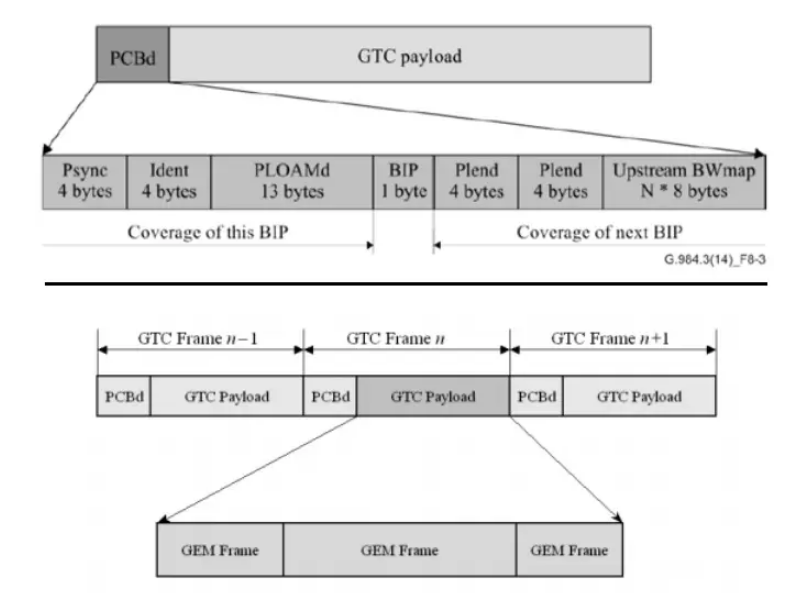 PCBd
GTC payload
Psync
4 bytes
Ident
4 bytes
PLOAMd
13 bytes
BIP
1 byte
Plend
4 bytes
Plend
4 bytes
Upstream BWmap
N * 8 bytes
Coverage of this BIP
Coverage of next BIP
G.984.3(14)_F8-3
GTC Frame n−1
GTC Frame n
GTC Frame n+1
PCBd
GTC Payload
PCBd
GTC Payload
PCBd
GTC Payload
GEM Frame
GEM Frame
GEM Frame